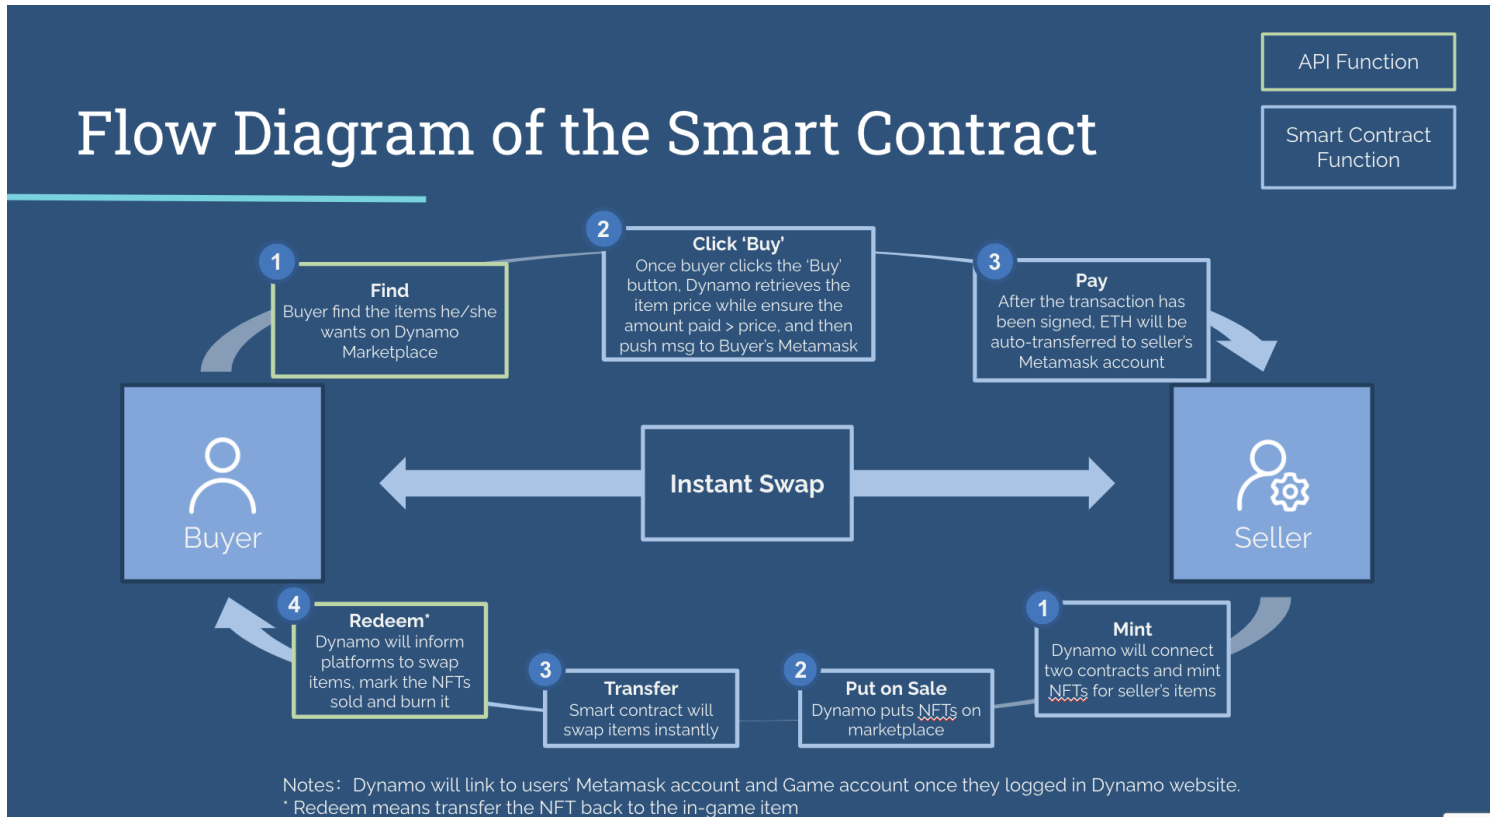 API Function
Smart Contract
Function
Flow Diagram of the Smart Contract
1
Find
Buyer find the items he/she
wants on Dynamo
Marketplace
2
Click ‘Buy’
Once buyer clicks the ‘Buy’
button, Dynamo retrieves the
item price while ensure the
amount paid > price, and then
push msg to Buyer’s Metamask
3
Pay
After the transaction has
been signed, ETH will be
auto-transferred to seller’s
Metamask account
Buyer
Instant Swap
Seller
4
Redeem*
Dynamo will inform
platforms to swap
items, mark the NFTs
sold and burn it
3
Transfer
Smart contract will
swap items instantly
2
Put on Sale
Dynamo puts NFTs on
marketplace
1
Mint
Dynamo will connect
two contracts and mint
NFTs for seller’s items
Notes： Dynamo will link to users’ Metamask account and Game account once they logged in Dynamo website.
* Redeem means transfer the NFT back to the in-game item